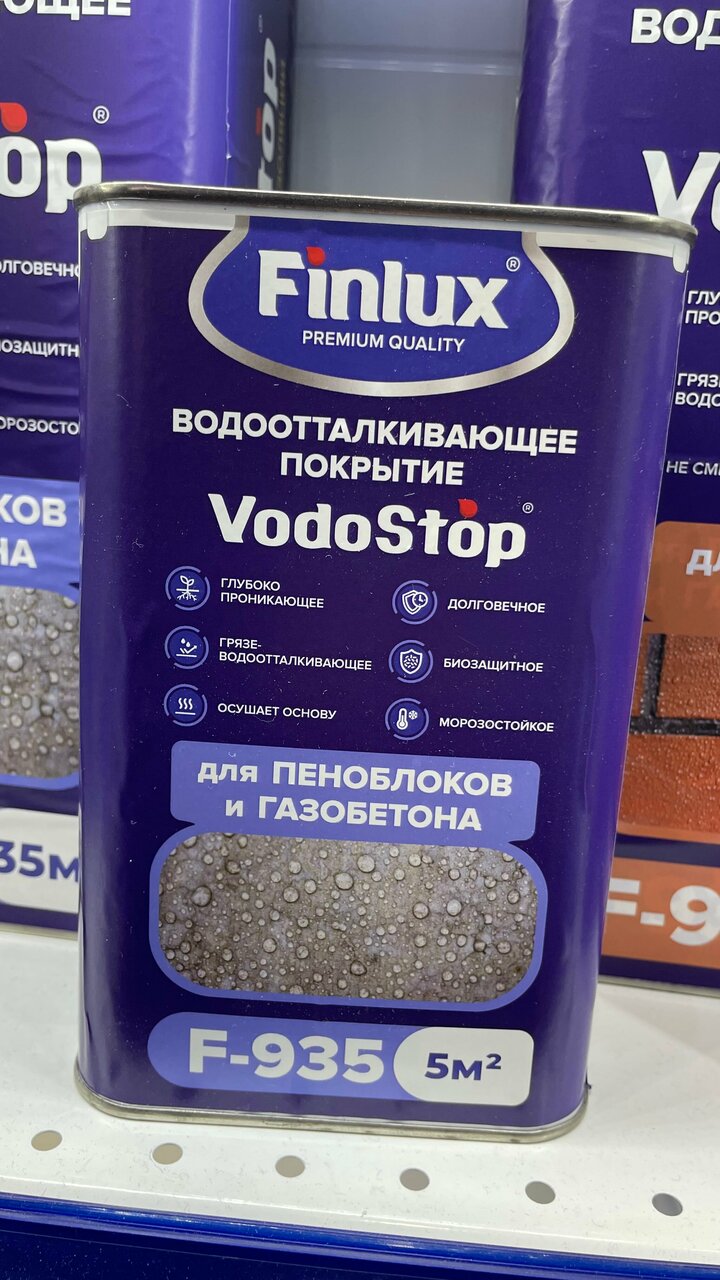 Finlux®
PREMIUM QUALITY
ВОДООТТАЛКИВАЮЩЕЕ
ПОКРЫТИЕ
VodoStop®
ГЛУБОКО
ПРОНИКАЮЩЕЕ
ДОЛГОВЕЧНОЕ
ГРЯЗЕ-
ВОДООТТАЛКИВАЮЩЕЕ
БИОЗАЩИТНОЕ
ОСУШАЕТ ОСНОВУ
МОРОЗОСТОЙКОЕ
для ПЕНОБЛОКОВ
и ГАЗОБЕТОНА
F-935
5м²